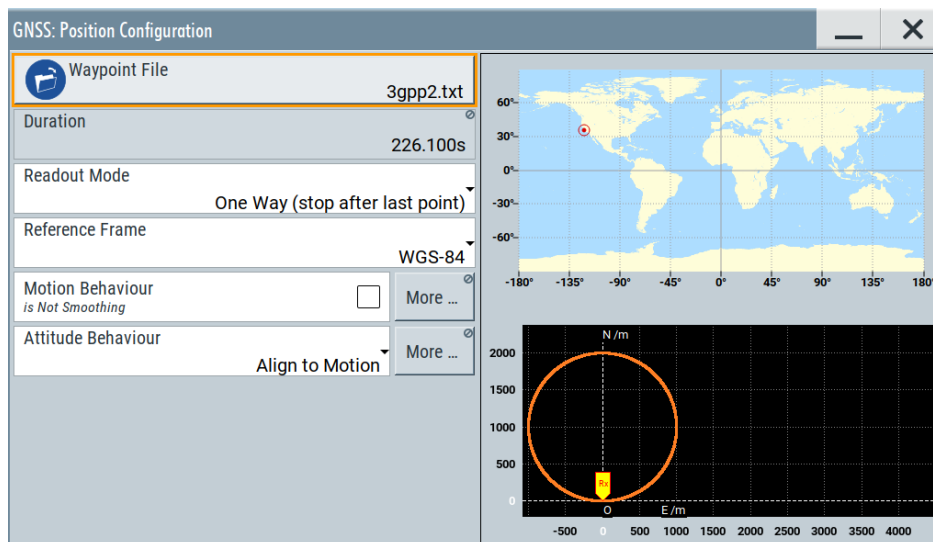 GNSS: Position Configuration
Waypoint File
3gpp2.txt
Duration
226.100s
Readout Mode
One Way (stop after last point)
Reference Frame
WGS-84
Motion Behaviour
is Not Smoothing
More ...
Attitude Behaviour
Align to Motion
More ...
60°
30°
0°
-30°
-60°
-180° -135° -90° -45° 0° 45° 90° 135° 180°
N /m
2000
1500
1000
500
0
Rx
O E /m
-500 0 500 1000 1500 2000 2500 3000 3500 4000